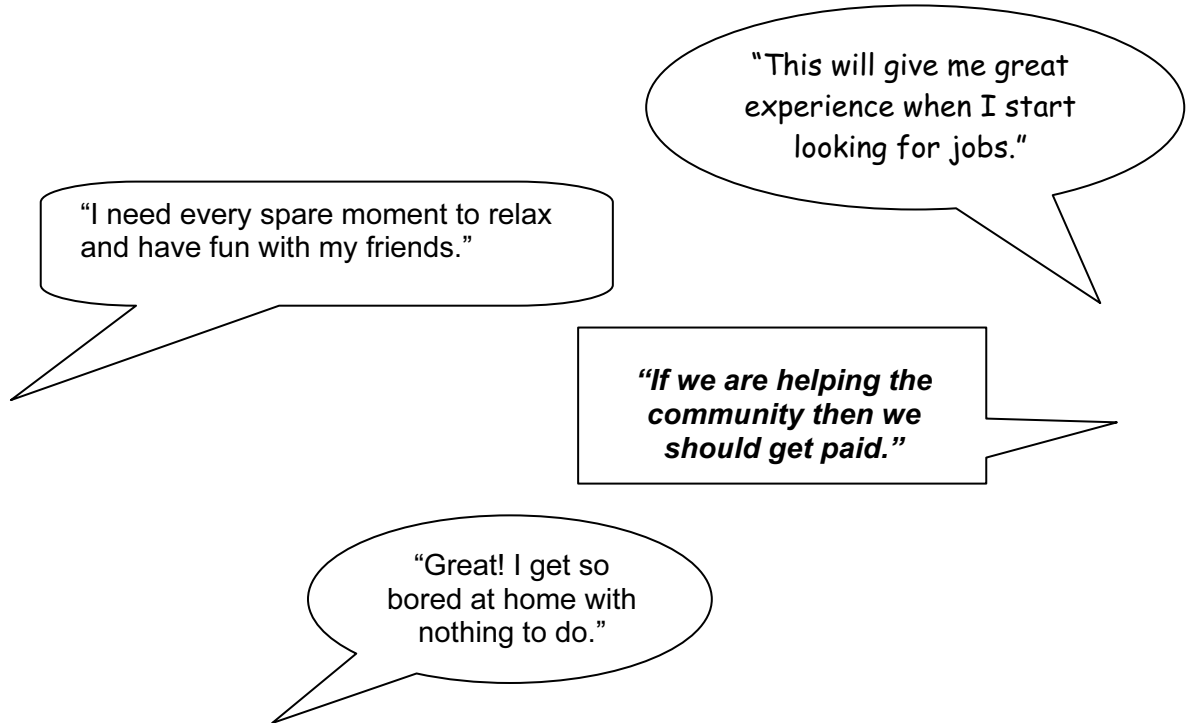 “This will give me great
experience when I start
looking for jobs.”
“I need every spare moment to relax
and have fun with my friends.”
“If we are helping the
community then we
should get paid.”
“Great! I get so
bored at home with
nothing to do.”